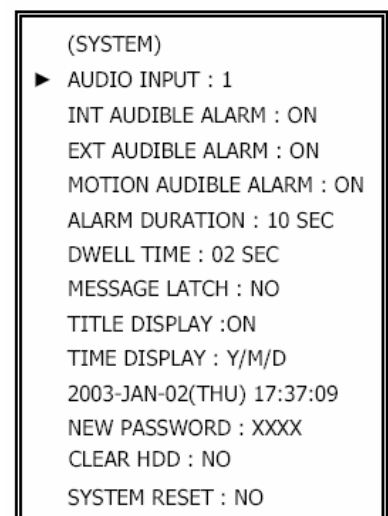 (SYSTEM)
► AUDIO INPUT : 1
INT AUDIBLE ALARM : ON
EXT AUDIBLE ALARM : ON
MOTION AUDIBLE ALARM : ON
ALARM DURATION : 10 SEC
DWELL TIME : 02 SEC
MESSAGE LATCH : NO
TITLE DISPLAY :ON
TIME DISPLAY : Y/M/D
2003-JAN-02(THU) 17:37:09
NEW PASSWORD : XXXX
CLEAR HDD : NO
SYSTEM RESET : NO